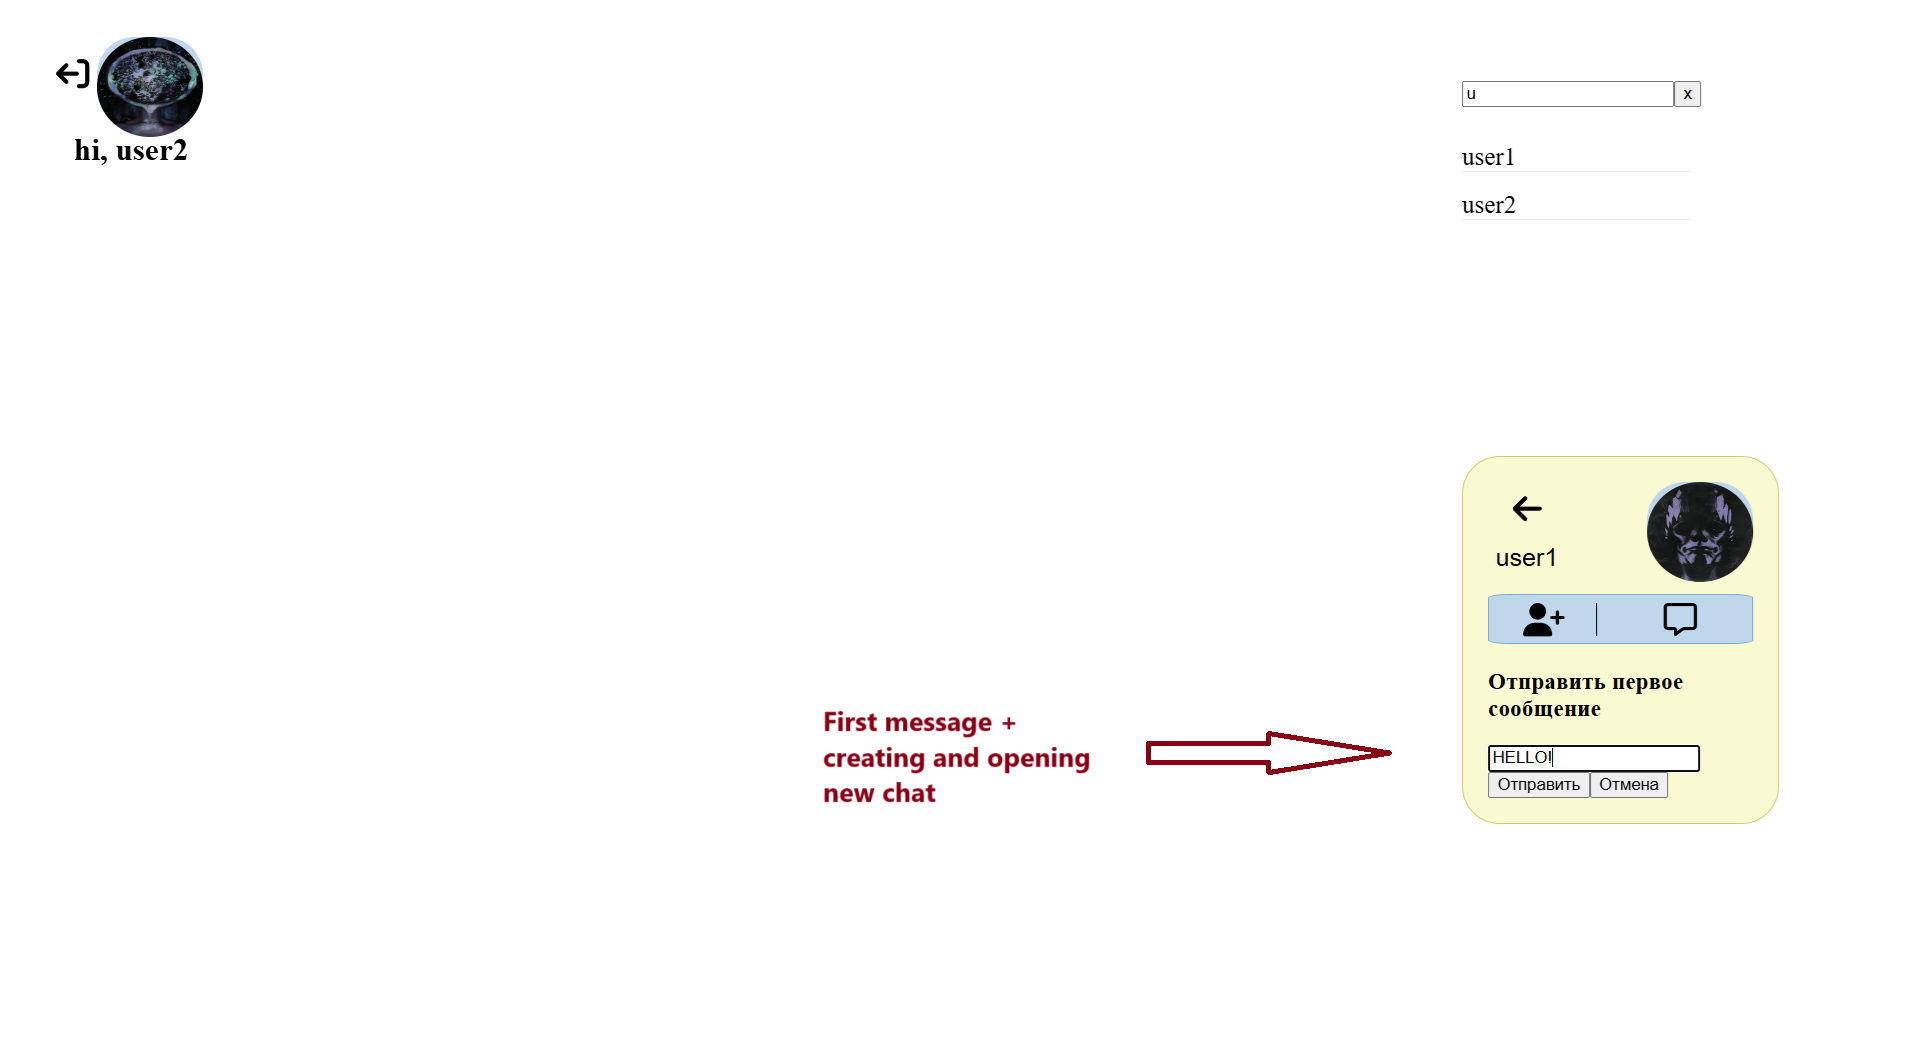 hi, user2
u
x
user1
user2
user1
Отправить первое
сообщение
HELLO!
Отправить
Отмена
First message +
creating and opening
new chat